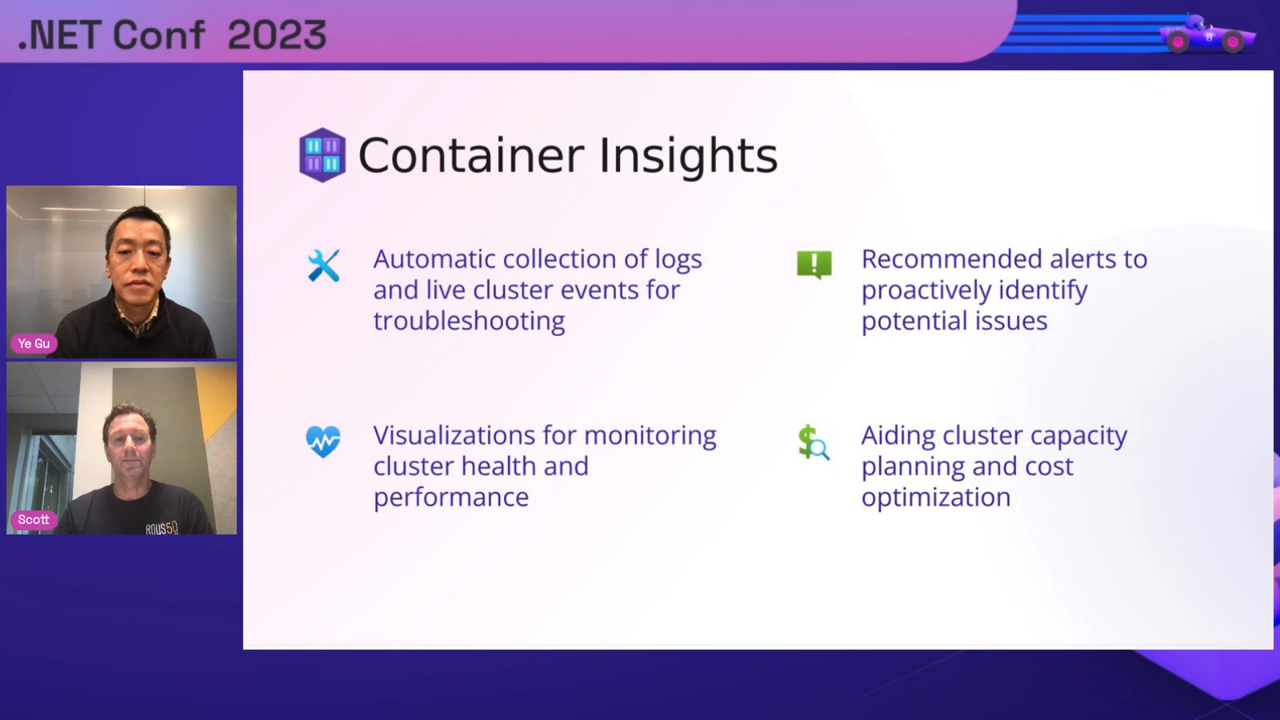 .NET Conf 2023
8
Container Insights
Automatic collection of logs
and live cluster events for
troubleshooting
Recommended alerts to
proactively identify
potential issues
Visualizations for monitoring
cluster health and
performance
Aiding cluster capacity
planning and cost
optimization
Ye Gu
Scott